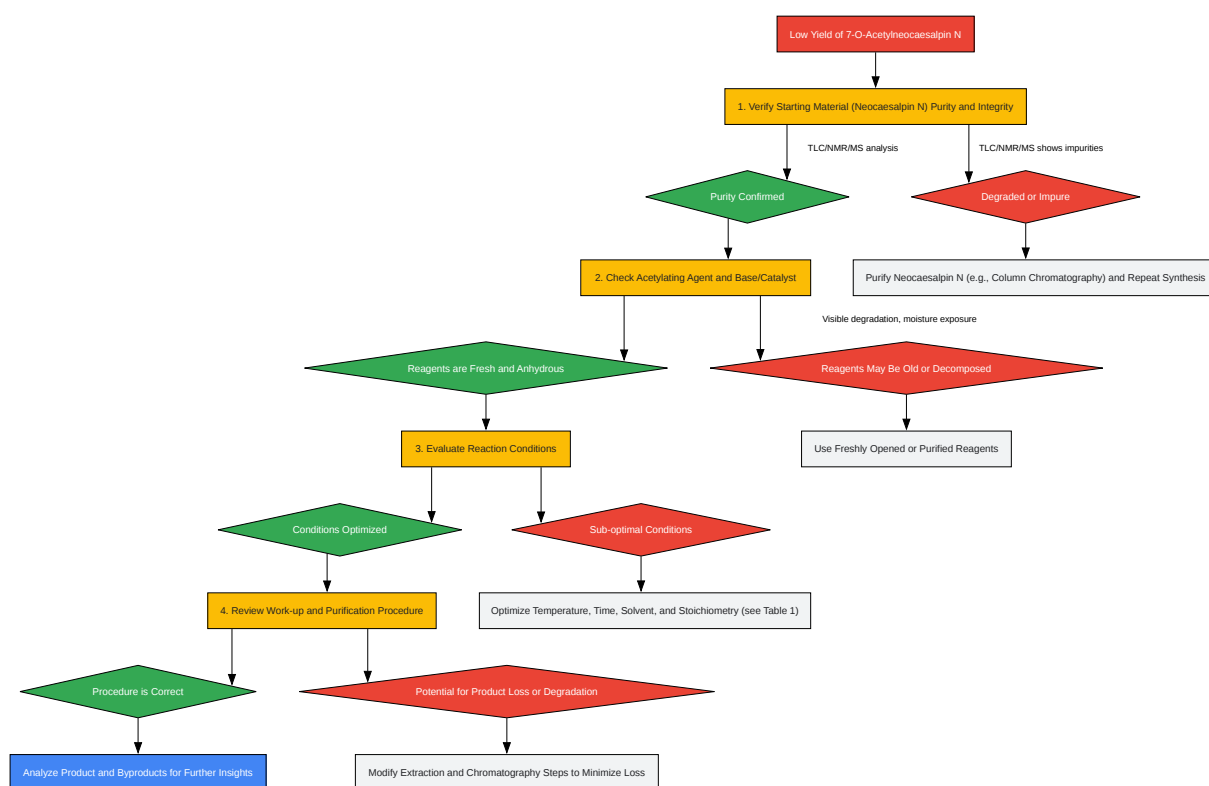 Low Yield of 7-O-Acetylneocaesalpin N
1. Verify Starting Material (Neocaesalpin N) Purity and Integrity
TLC/NMR/MS analysis
TLC/NMR/MS shows impurities
Purity Confirmed
Degraded or Impure
2. Check Acetylating Agent and Base/Catalyst
Purify Neocaesalpin N (e.g., Column Chromatography) and Repeat Synthesis
Visible degradation, moisture exposure
Reagents are Fresh and Anhydrous
Reagents May Be Old or Decomposed
3. Evaluate Reaction Conditions
Use Freshly Opened or Purified Reagents
Conditions Optimized
Sub-optimal Conditions
4. Review Work-up and Purification Procedure
Optimize Temperature, Time, Solvent, and Stoichiometry (see Table 1)
Procedure is Correct
Potential for Product Loss or Degradation
Analyze Product and Byproducts for Further Insights
Modify Extraction and Chromatography Steps to Minimize Loss